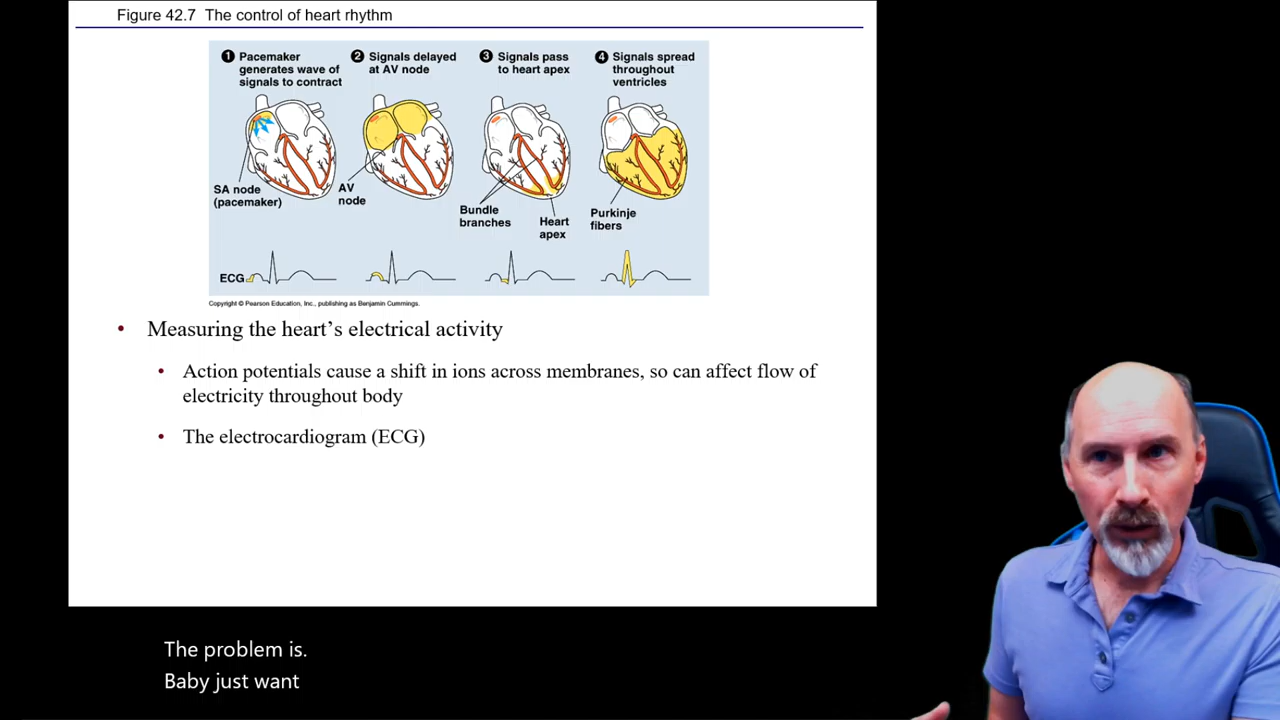 Figure 42.7 The control of heart rhythm
1 Pacemaker
generates wave of
signals to contract
2 Signals delayed
at AV node
3 Signals pass
to heart apex
4 Signals spread
throughout
ventricles
SA node
(pacemaker)
AV
node
Bundle
branches
Heart
apex
Purkinje
fibers
ECG
Copyright © Pearson Education, Inc., publishing as Benjamin Cummings.
• Measuring the heart’s electrical activity
• Action potentials cause a shift in ions across membranes, so can affect flow of
electricity throughout body
• The electrocardiogram (ECG)
The problem is.
Baby just want